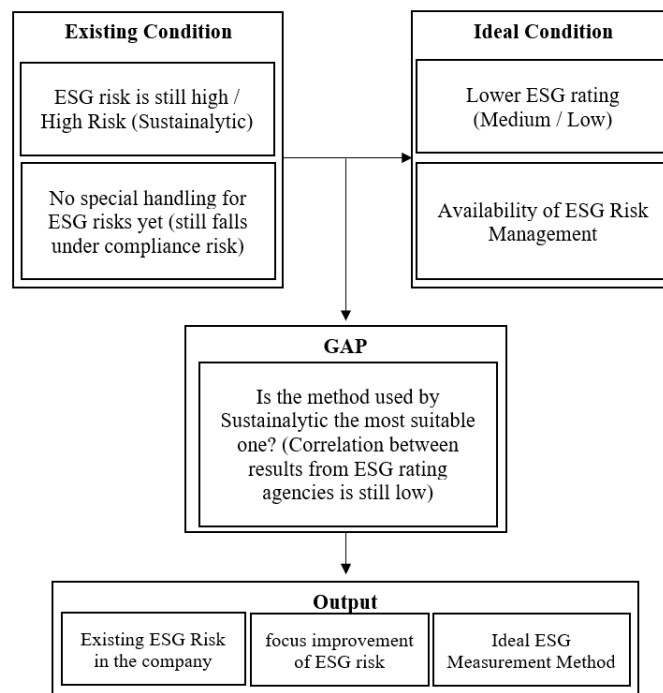 Existing Condition
ESG risk is still high /
High Risk (Sustainalytic)
No special handling for
ESG risks yet (still falls
under compliance risk)
Ideal Condition
Lower ESG rating
(Medium / Low)
Availability of ESG Risk
Management
GAP
Is the method used by
Sustainalytic the most suitable
one? (Correlation between
results from ESG rating
agencies is still low)
Output
Existing ESG Risk
in the company
focus improvement
of ESG risk
Ideal ESG
Measurement Method